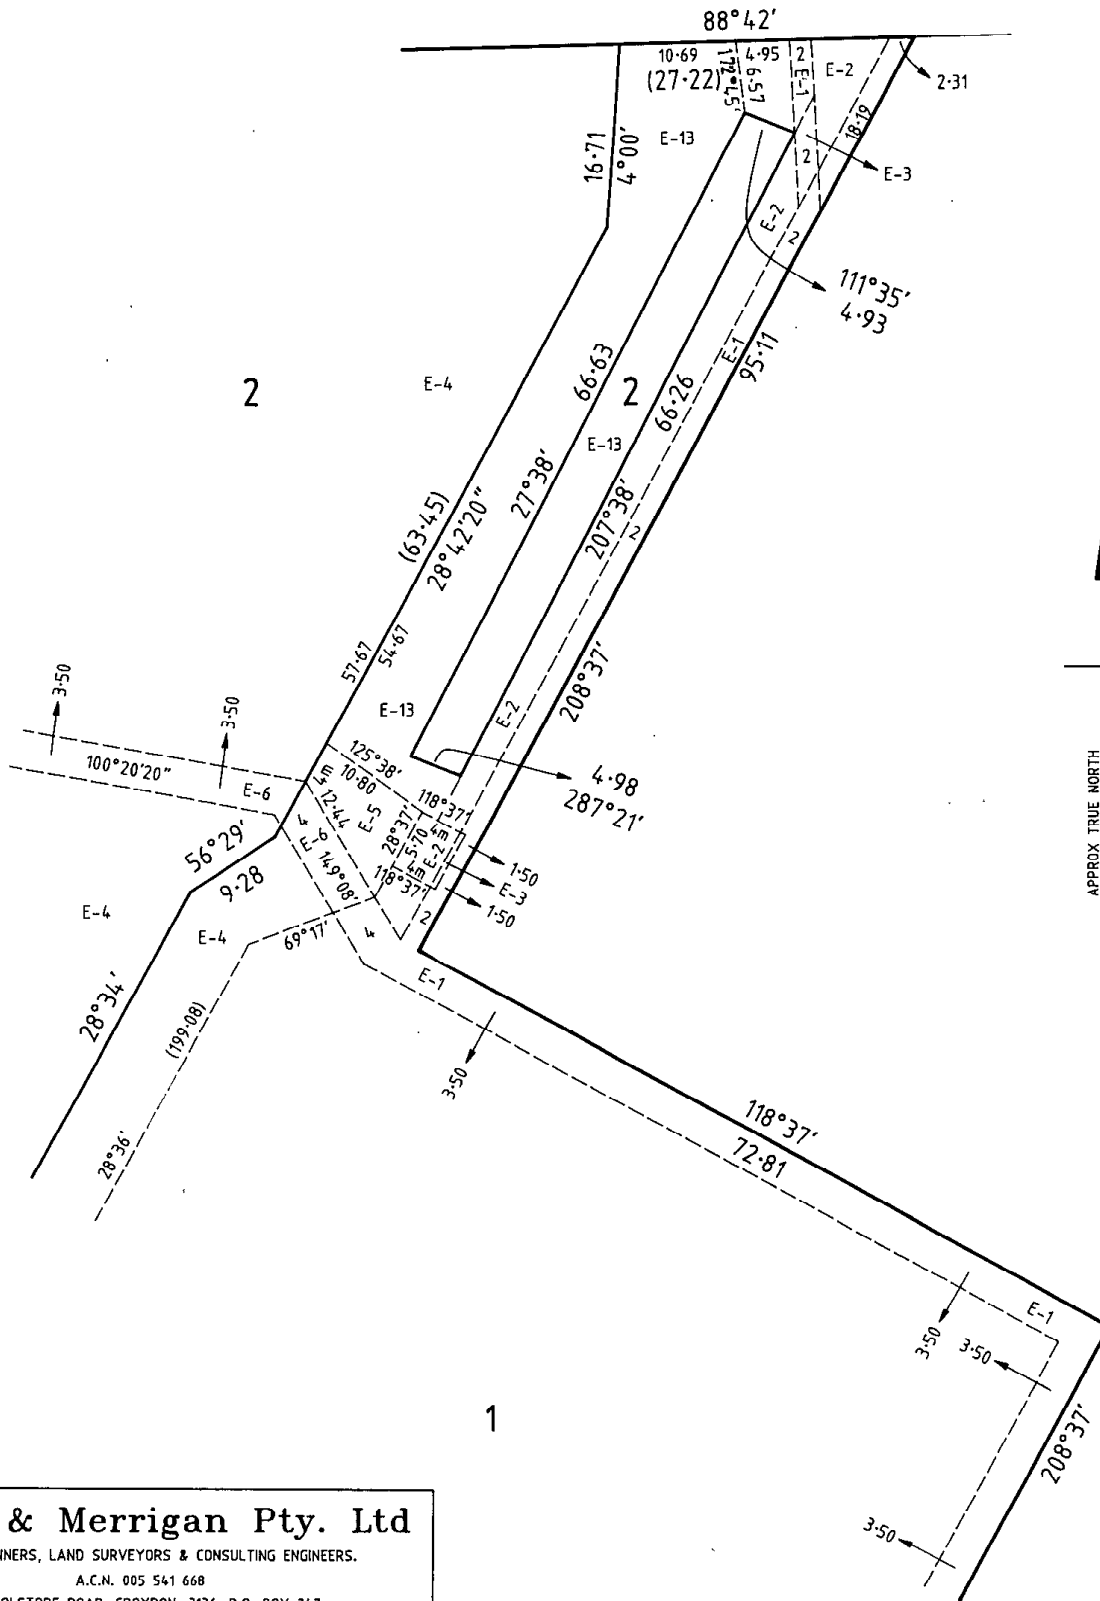 88°42'
10·69
4·95
2
E-2
(27·22)
172°45'
6·57
E-1
2·31
18·19
E-13
16·71
4°00'
2
E-3
E-2
2
111°35'
4·93
E-1
95·11
2
E-4
66·63
2
66·26
E-13
27°38'
(63·45)
28°42'20"
207°38'
2
57·67
54·67
208°37'
3·50
3·50
E-13
E-2
100°20'20"
E-6
125°38'
10·80
4m
12·44
E-5
118°37'
4m
28°37'
5·70
E-2
4·98
287°21'
4
E-6
149°08'
4m
118°37'
1·50
E-3
1·50
56°29'
9·28
2
4
E-4
E-4
69°17'
E-1
28°34'
(199·08)
3·50
28°36'
118°37'
72·81
E-1
3·50
3·50
1
208°37'
3·50
APPROX TRUE NORTH
& Merrigan Pty. Ltd
NERS, LAND SURVEYORS & CONSULTING ENGINEERS.
A.C.N. 005 541 668